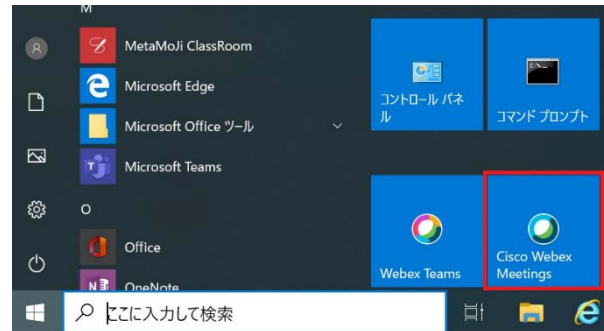 M
MetaMoJi ClassRoom
Microsoft Edge
Microsoft Office ツール
Microsoft Teams
O
Office
OneNote
コントロール パネ
ル
コマンド プロンプト
Webex Teams
Cisco Webex
Meetings
ここに入力して検索